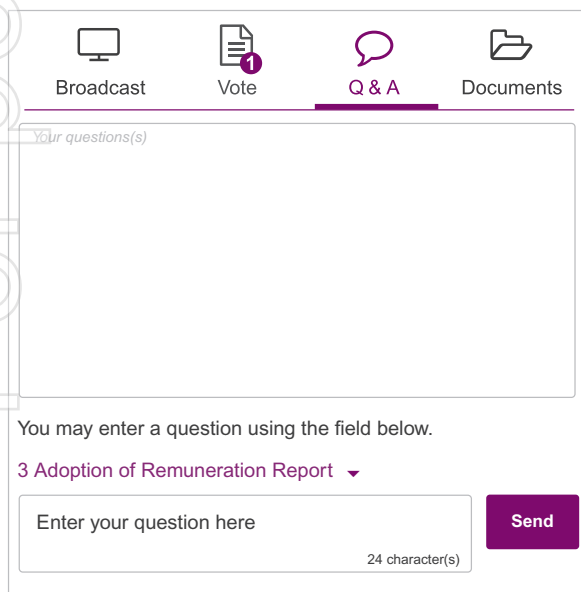 1
Broadcast Vote Q & A Documents
Your questions(s)
You may enter a question using the field below.
3 Adoption of Remuneration Report
Enter your question here
Send
24 character(s)